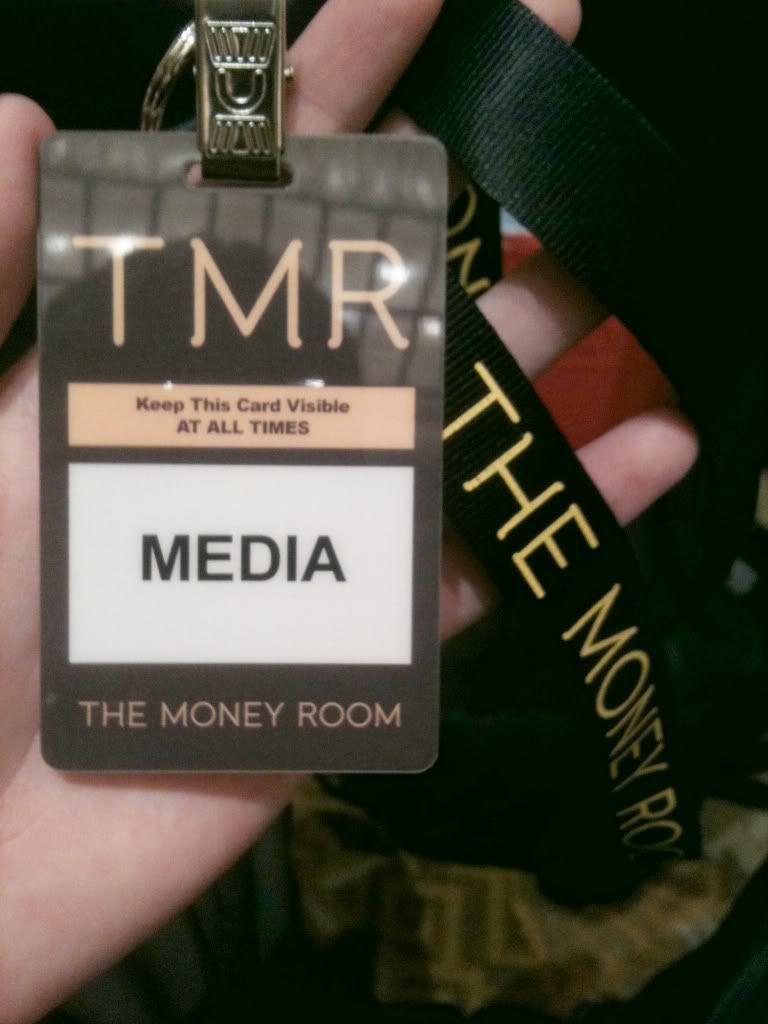 TMR
Keep This Card Visible
AT ALL TIMES
MEDIA
THE MONEY ROOM
THE MONEY